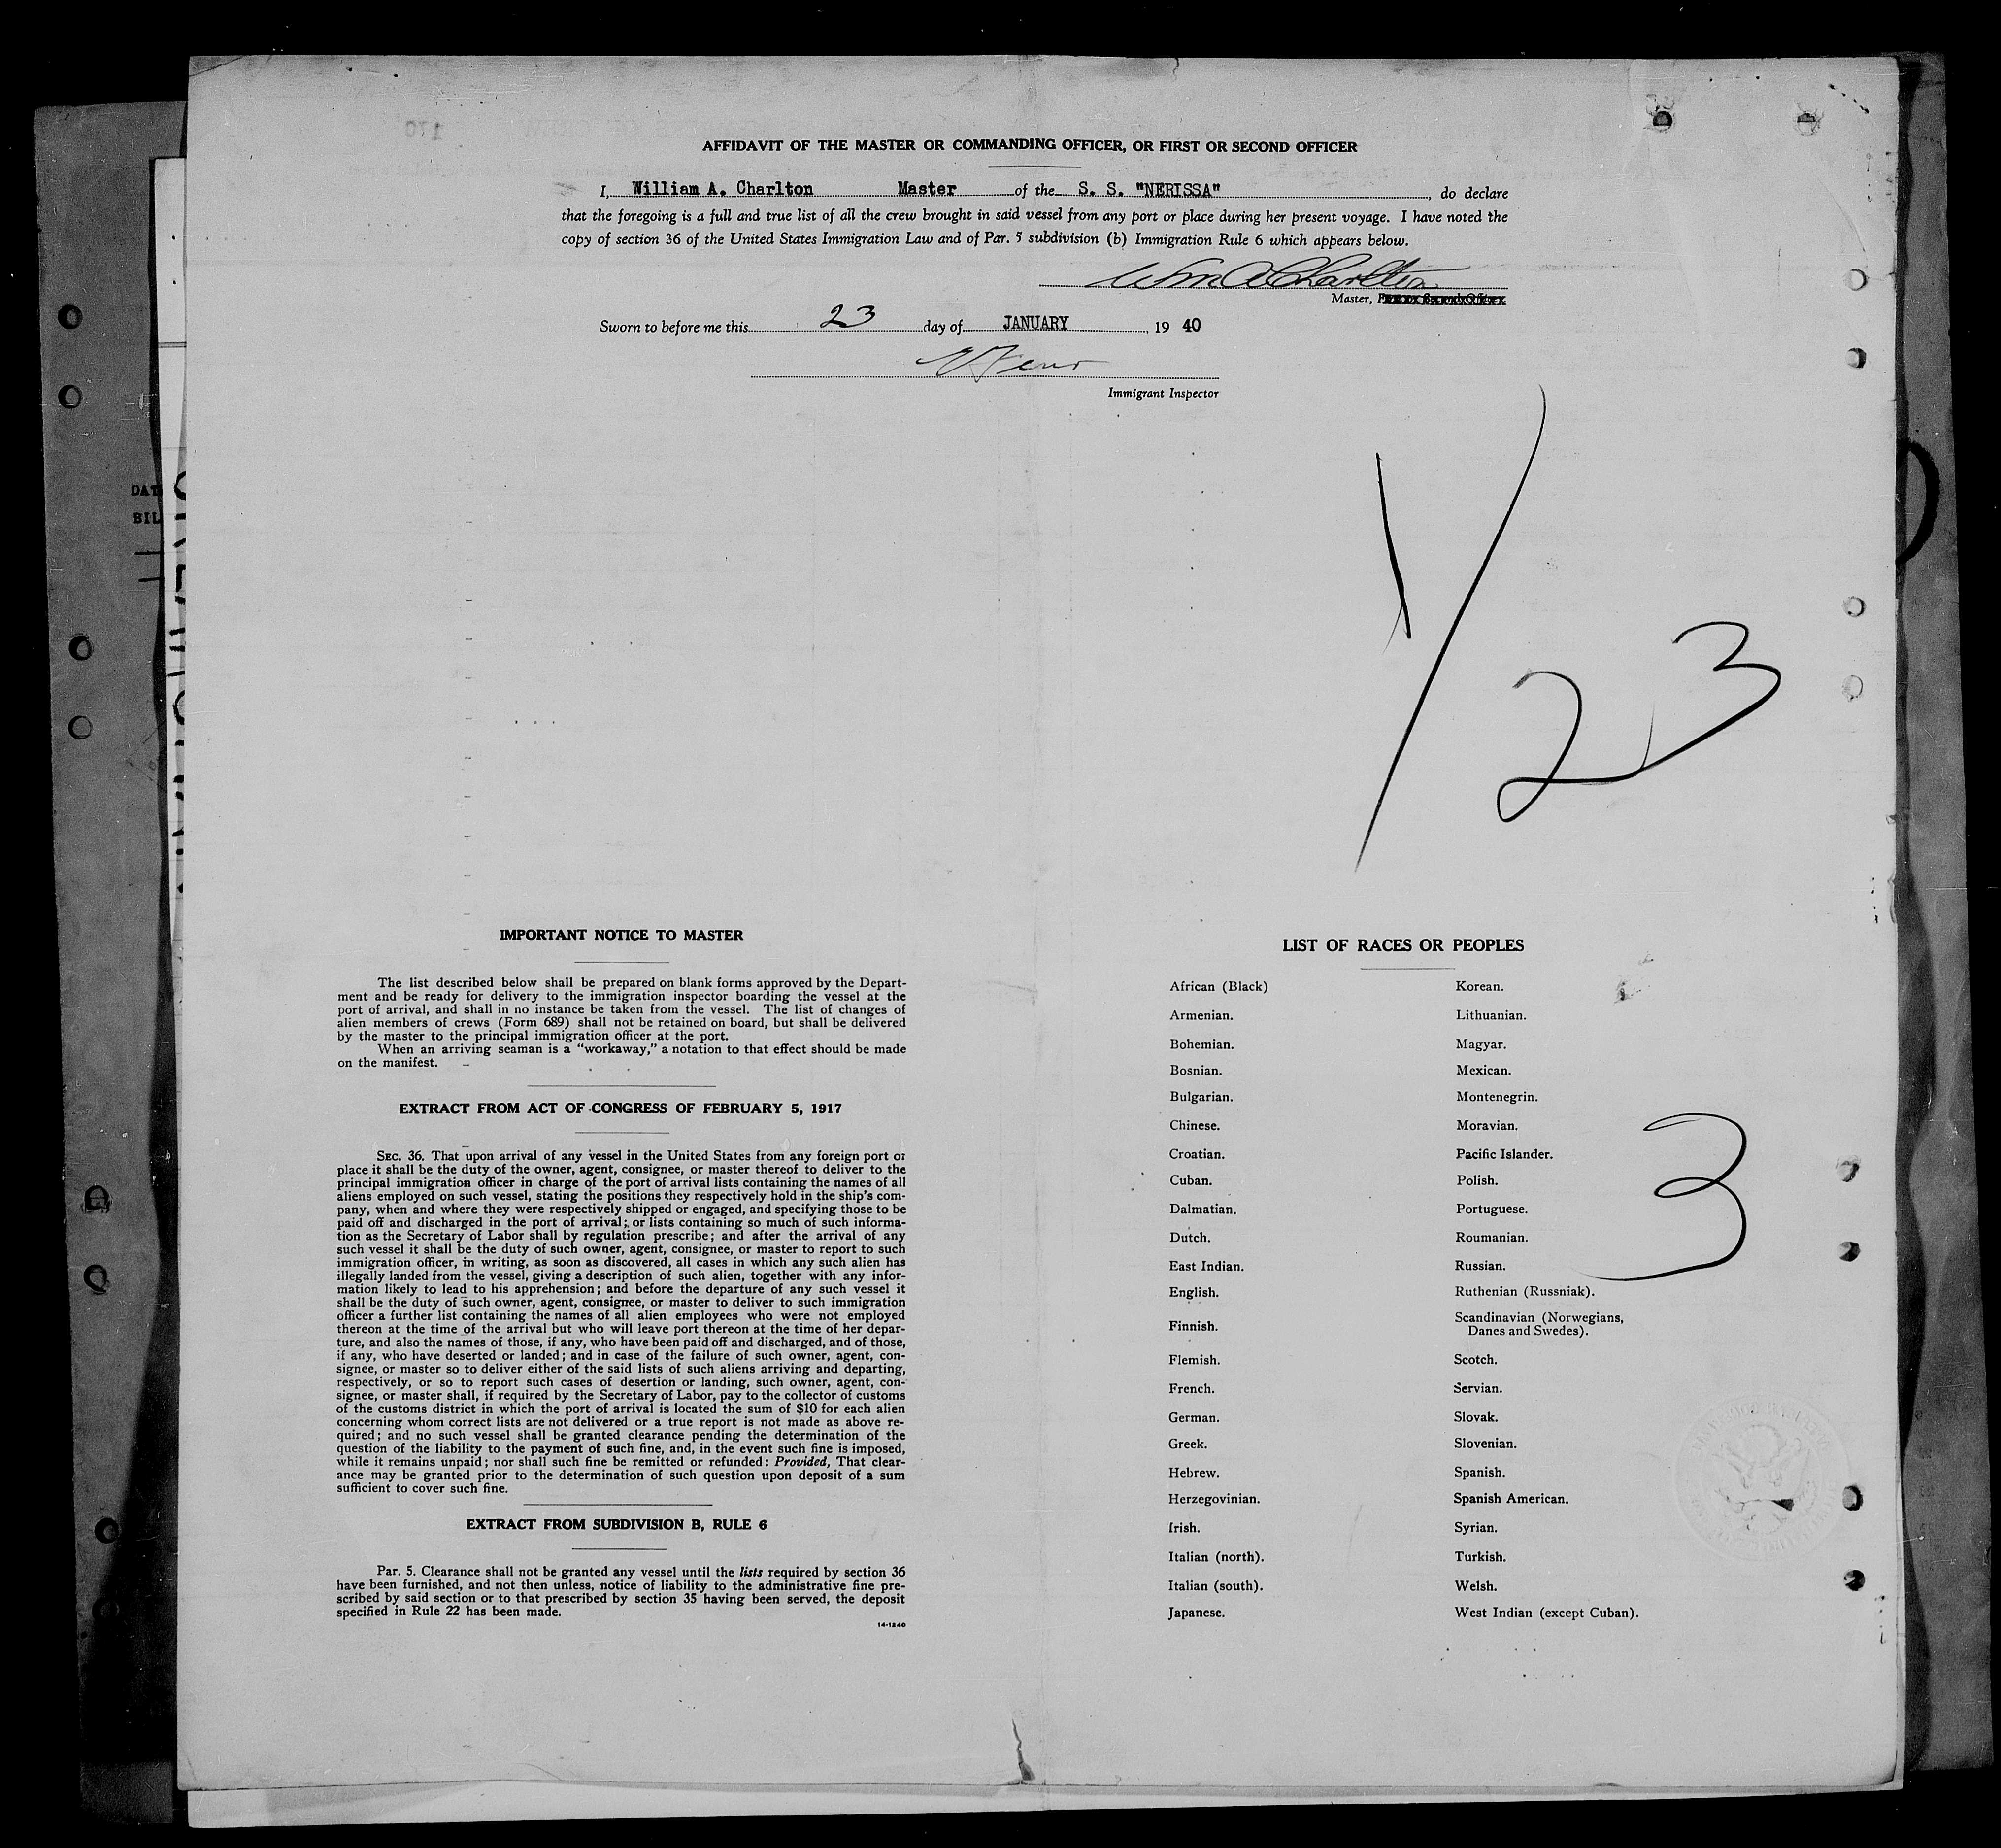 170
AFFIDAVIT OF THE MASTER OR COMMANDING OFFICER, OR FIRST OR SECOND OFFICER
I, William A. Charlton Master of the S. S. "NERISSA", do declare
that the foregoing is a full and true list of all the crew brought in said vessel from any port or place during her present voyage. I have noted the
copy of section 36 of the United States Immigration Law and of Par. 5 subdivision (b) Immigration Rule 6 which appears below.
Wm A Charlton
Master,
Sworn to before me this 23 day of JANUARY, 19 40
Immigrant Inspector
DAT
BIL
1/23
IMPORTANT NOTICE TO MASTER
The list described below shall be prepared on blank forms approved by the Depart-
ment and be ready for delivery to the immigration inspector boarding the vessel at the
port of arrival, and shall in no instance be taken from the vessel. The list of changes of
alien members of crews (Form 689) shall not be retained on board, but shall be delivered
by the master to the principal immigration officer at the port.
When an arriving seaman is a "workaway," a notation to that effect should be made
on the manifest.
EXTRACT FROM ACT OF CONGRESS OF FEBRUARY 5, 1917
SEC. 36. That upon arrival of any vessel in the United States from any foreign port or
place it shall be the duty of the owner, agent, consignee, or master thereof to deliver to the
principal immigration officer in charge of the port of arrival lists containing the names of all
aliens employed on such vessel, stating the positions they respectively hold in the ship's com-
pany, when and where they were respectively shipped or engaged, and specifying those to be
paid off and discharged in the port of arrival; or lists containing so much of such informa-
tion as the Secretary of Labor shall by regulation prescribe; and after the arrival of any
such vessel it shall be the duty of such owner, agent, consignee, or master to report to such
immigration officer, in writing, as soon as discovered, all cases in which any such alien has
illegally landed from the vessel, giving a description of such alien, together with any infor-
mation likely to lead to his apprehension; and before the departure of any such vessel it
shall be the duty of such owner, agent, consignee, or master to deliver to such immigration
officer a further list containing the names of all alien employees who were not employed
thereon at the time of the arrival but who will leave port thereon at the time of her depar-
ture, and also the names of those, if any, who have been paid off and discharged, and of those,
if any, who have deserted or landed; and in case of the failure of such owner, agent, con-
signee, or master so to deliver either of the said lists of such aliens arriving and departing,
respectively, or so to report such cases of desertion or landing, such owner, agent, con-
signee, or master shall, if required by the Secretary of Labor, pay to the collector of customs
of the customs district in which the port of arrival is located the sum of $10 for each alien
concerning whom correct lists are not delivered or a true report is not made as above re-
quired; and no such vessel shall be granted clearance pending the determination of the
question of the liability to the payment of such fine, and, in the event such fine is imposed,
while it remains unpaid; nor shall such fine be remitted or refunded: Provided, That clear-
ance may be granted prior to the determination of such question upon deposit of a sum
sufficient to cover such fine.
EXTRACT FROM SUBDIVISION B, RULE 6
Par. 5. Clearance shall not be granted any vessel until the lists required by section 36
have been furnished, and not then unless, notice of liability to the administrative fine pre-
scribed by said section or to that prescribed by section 35 having been served, the deposit
specified in Rule 22 has been made.
14-1240
LIST OF RACES OR PEOPLES
African (Black)
Armenian.
Bohemian.
Bosnian.
Bulgarian.
Chinese.
Croatian.
Cuban.
Dalmatian.
Dutch.
East Indian.
English.
Finnish.
Flemish.
French.
German.
Greek.
Hebrew.
Herzegovinian.
Irish.
Italian (north).
Italian (south).
Japanese.
Korean.
Lithuanian.
Magyar.
Mexican.
Montenegrin.
Moravian.
Pacific Islander.
Polish.
Portuguese.
Roumanian.
Russian.
Ruthenian (Russniak).
Scandinavian (Norwegians,
Danes and Swedes).
Scotch.
Servian.
Slovak.
Slovenian.
Spanish.
Spanish American.
Syrian.
Turkish.
Welsh.
West Indian (except Cuban).
3